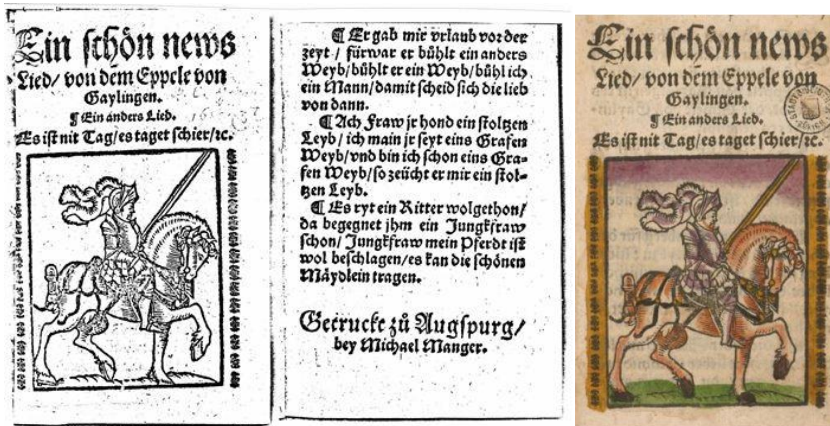 Ein schön news
Lied/ von dem Eppele von
Gaylingen.
¶ Ein anders Lied.
Es ist nit Tag/es taget schier/ꝛc.
¶ Er gab mir vrlaub vor der
zeyt/ fürwar er bühlt ein anders
Weyb/bühlt er ein Weyb/bühl ich
ein Mann/damit scheid sich die lieb
von dann.
¶ Ach Fraw jr hond ein stoltzen
Leyb/ ich main jr seyt eins Grafen
Weyb/vnd bin ich schon eins Gra-
fen Weyb/so zeücht er mir ein stol-
tzen Leyb.
¶ Es ryt ein Ritter wolgethon/
da begegnet jhm ein Jungkfraw
schon/ Jungkfraw mein Pferdt ist
wol beschlagen/es kan die schönen
Mäydlein tragen.
Getruckt zů Augspurg/
bey Michael Manger.
Ein schön news
Lied/ von dem Eppele von
Gaylingen.
¶ Ein anders Lied.
Es ist nit Tag/es taget schier/ꝛc.